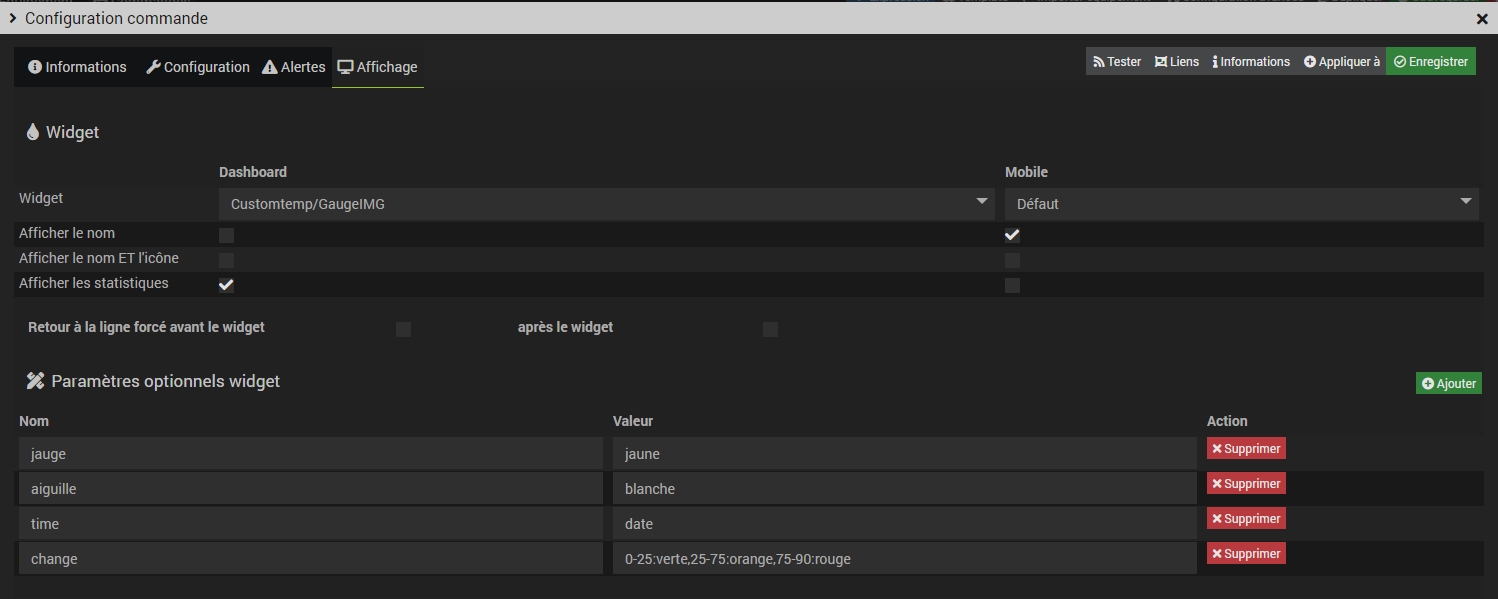 Configuration commande
Informations Configuration Alertes Affichage
Tester Liens Informations Appliquer à Enregistrer
Widget
Dashboard Mobile
Widget Customtemp/GaugeIMG Défaut
Afficher le nom
Afficher le nom ET l'icône
Afficher les statistiques
Retour à la ligne forcé avant le widget après le widget
Paramètres optionnels widget Ajouter
Nom Valeur Action
jauge jaune Supprimer
aiguille blanche Supprimer
time date Supprimer
change 0-25:verte,25-75:orange,75-90:rouge Supprimer